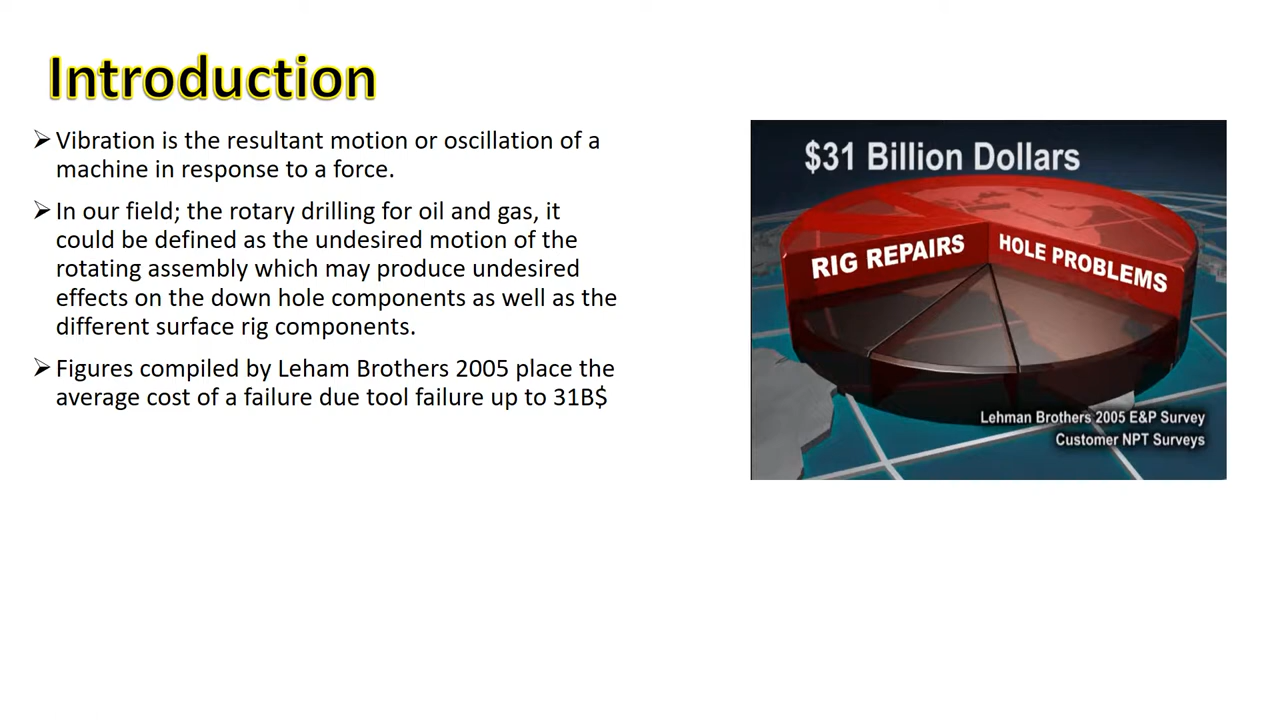 Introduction
➢ Vibration is the resultant motion or oscillation of a
machine in response to a force.
➢ In our field; the rotary drilling for oil and gas, it
could be defined as the undesired motion of the
rotating assembly which may produce undesired
effects on the down hole components as well as the
different surface rig components.
➢ Figures compiled by Leham Brothers 2005 place the
average cost of a failure due tool failure up to 31B$
$31 Billion Dollars
RIG REPAIRS
HOLE PROBLEMS
Lehman Brothers 2005 E&P Survey
Customer NPT Surveys